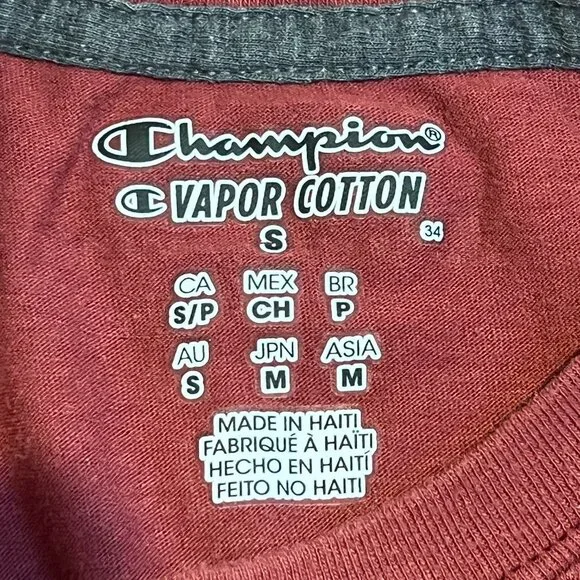 Champion®
VAPOR COTTON
S 34
CA MEX BR
S/P CH P
AU JPN ASIA
S M M
MADE IN HAITI
FABRIQUÉ À HAÏTI
HECHO EN HAITÍ
FEITO NO HAITI